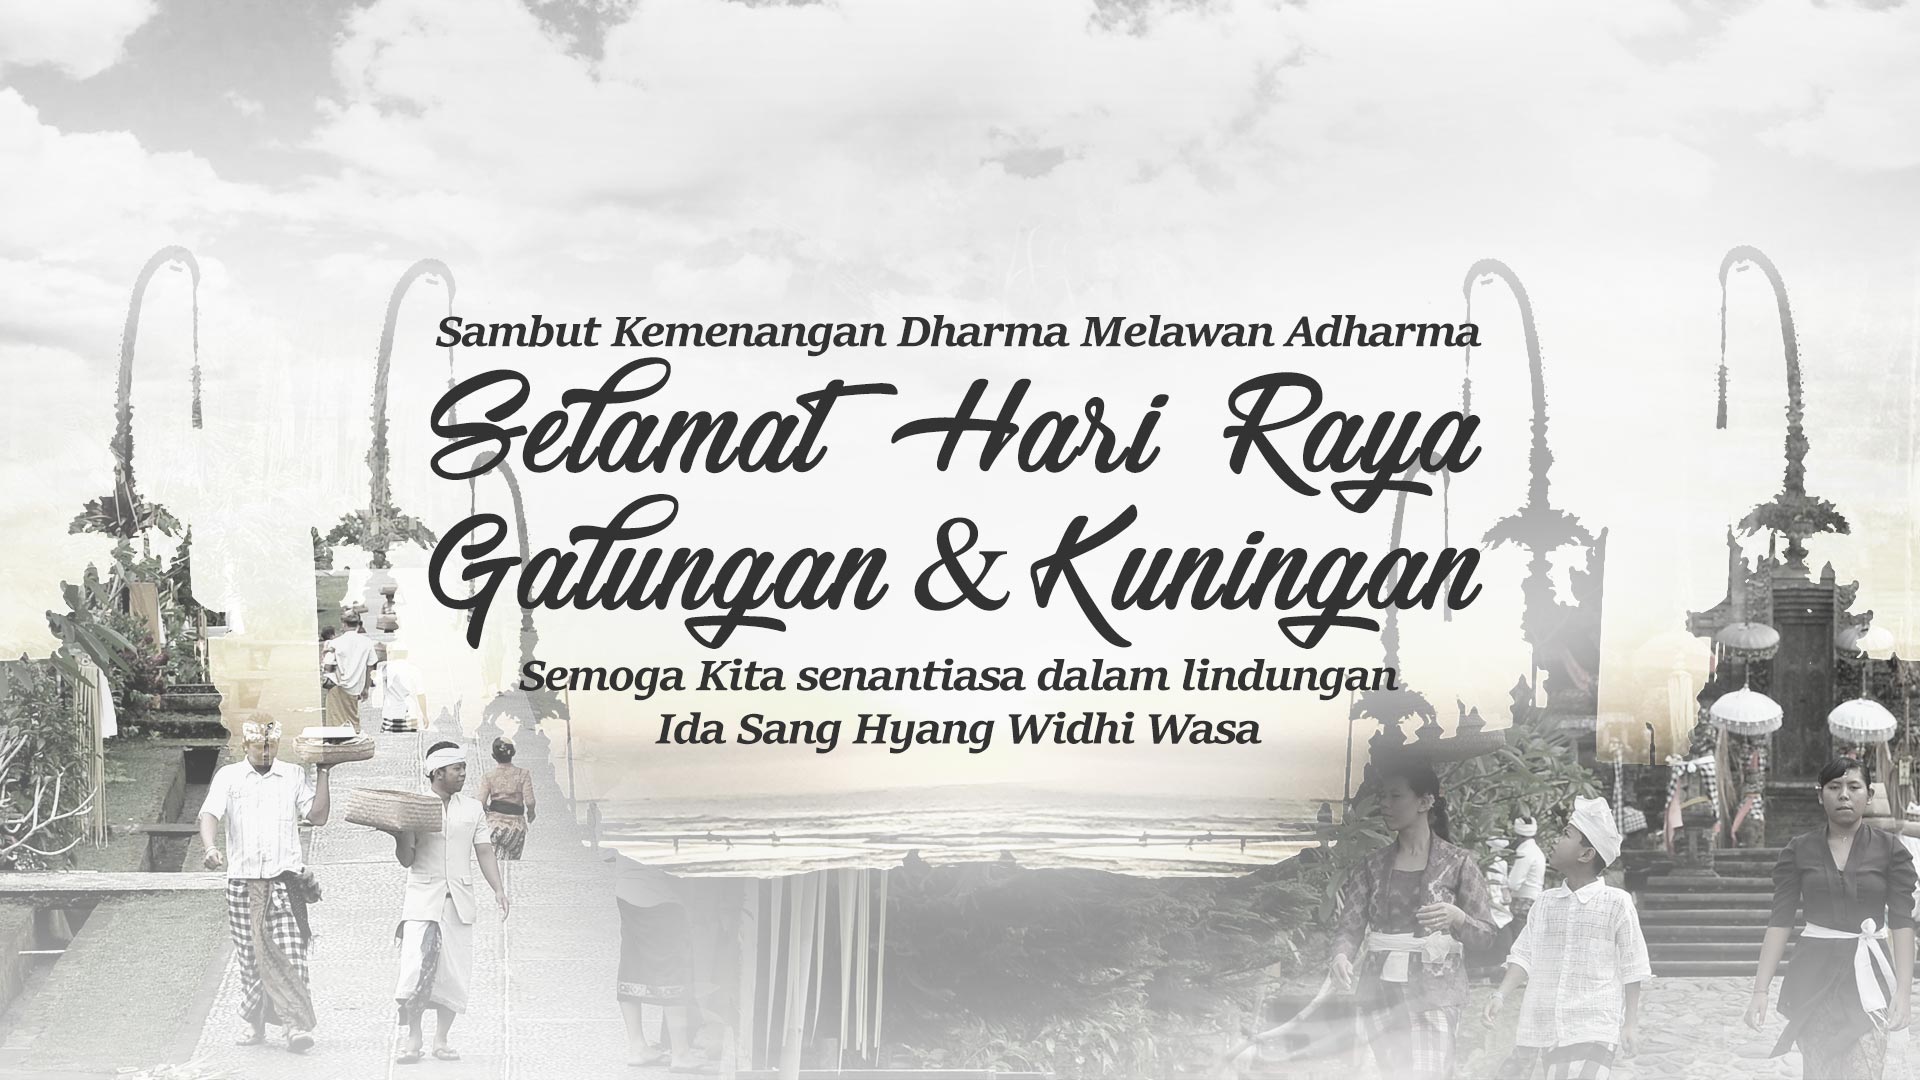 Sambut Kemenangan Dharma Melawan Adharma
Selamat Hari Raya
Galungan & Kuningan
Semoga Kita senantiasa dalam lindungan
Ida Sang Hyang Widhi Wasa